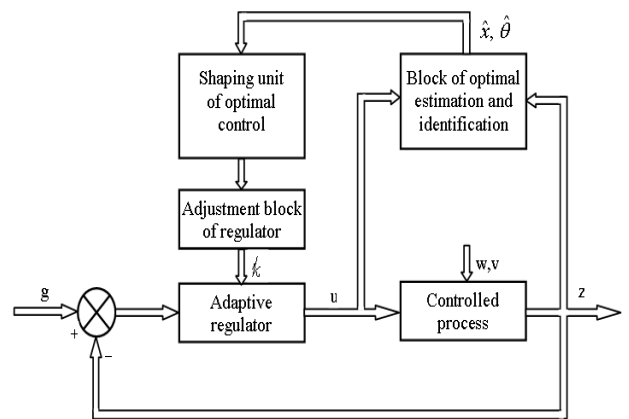 x̂, θ̂
Shaping unit
of optimal
control
Block of optimal
estimation and
identification
Adjustment block
of regulator
k
w,v
g
+
−
Adaptive
regulator
u
Controlled
process
z